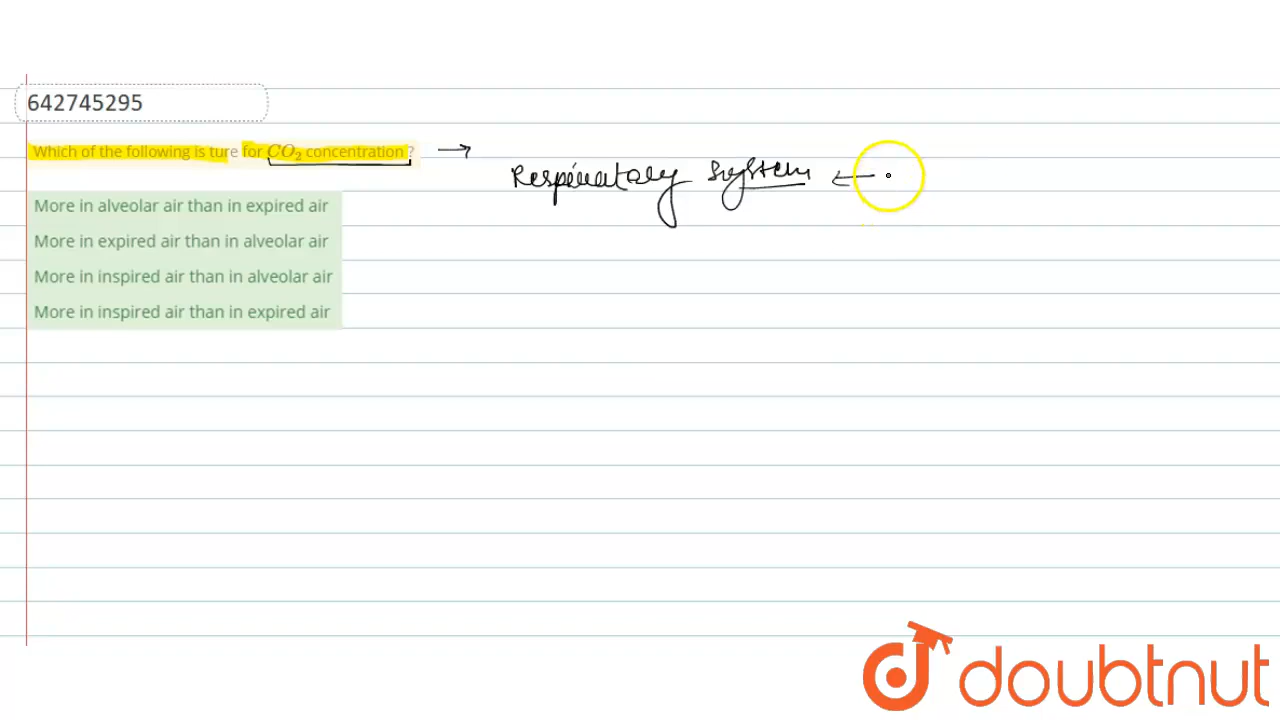 642745295
Which of the following is ture for CO₂ concentration ? →
Respiratory System ←
More in alveolar air than in expired air
More in expired air than in alveolar air
More in inspired air than in alveolar air
More in inspired air than in expired air
doubtnut